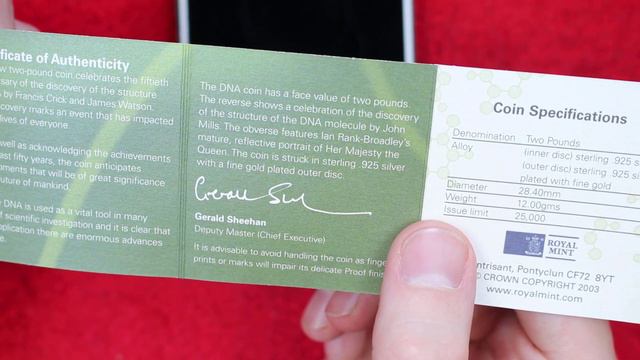 ficate of Authenticity
w two-pound coin celebrates the fiftieth
sary of the discovery of the structure
by Francis Crick and James Watson.
covery marks an event that has impacted
lives of everyone.
well as acknowledging the achievements
ast fifty years, the coin anticipates
opments that will be of great significance
uture of mankind.
DNA is used as a vital tool in many
f scientific investigation and it is clear that
pplication there are enormous advances
e.
The DNA coin has a face value of two pounds.
The reverse shows a celebration of the discovery
of the structure of the DNA molecule by John
Mills. The obverse features Ian Rank-Broadley's
mature, reflective portrait of Her Majesty the
Queen. The coin is struck in sterling .925 silver
with a fine gold plated outer disc.
Gerald Sheehan
Deputy Master (Chief Executive)
It is advisable to avoid handling the coin as finge
prints or marks will impair its delicate Proof finis
Coin Specifications
Denomination Two Pounds
Alloy (inner disc) sterling .925 s
(outer disc) sterling .925 si
plated with fine gold
Diameter 28.40mm
Weight 12.00gms
Issue limit 25,000
ROYAL
MINT
antrisant, Pontyclun CF72 8YT
© CROWN COPYRIGHT 2003
www.royalmint.com